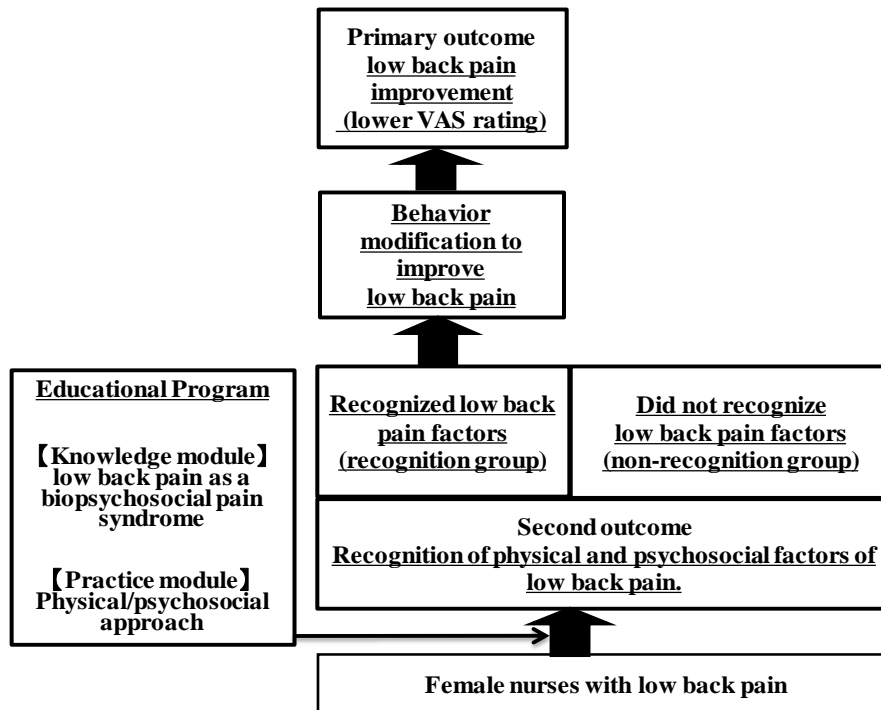 Primary outcome
low back pain
improvement
(lower VAS rating)
Behavior
modification to
improve
low back pain
Educational Program
【Knowledge module】
low back pain as a
biopsychosocial pain
syndrome
【Practice module】
Physical/psychosocial
approach
Recognized low back
pain factors
(recognition group)
Did not recognize
low back pain factors
(non-recognition group)
Second outcome
Recognition of physical and psychosocial factors of
low back pain.
Female nurses with low back pain